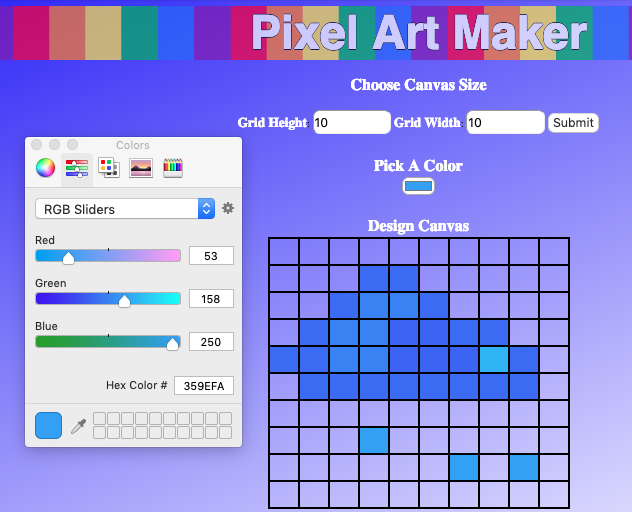 Pixel Art Maker
Choose Canvas Size
Grid Height: 10 Grid Width: 10 Submit
Pick A Color
Design Canvas
Colors
RGB Sliders
Red
53
Green
158
Blue
250
Hex Color # 359EFA